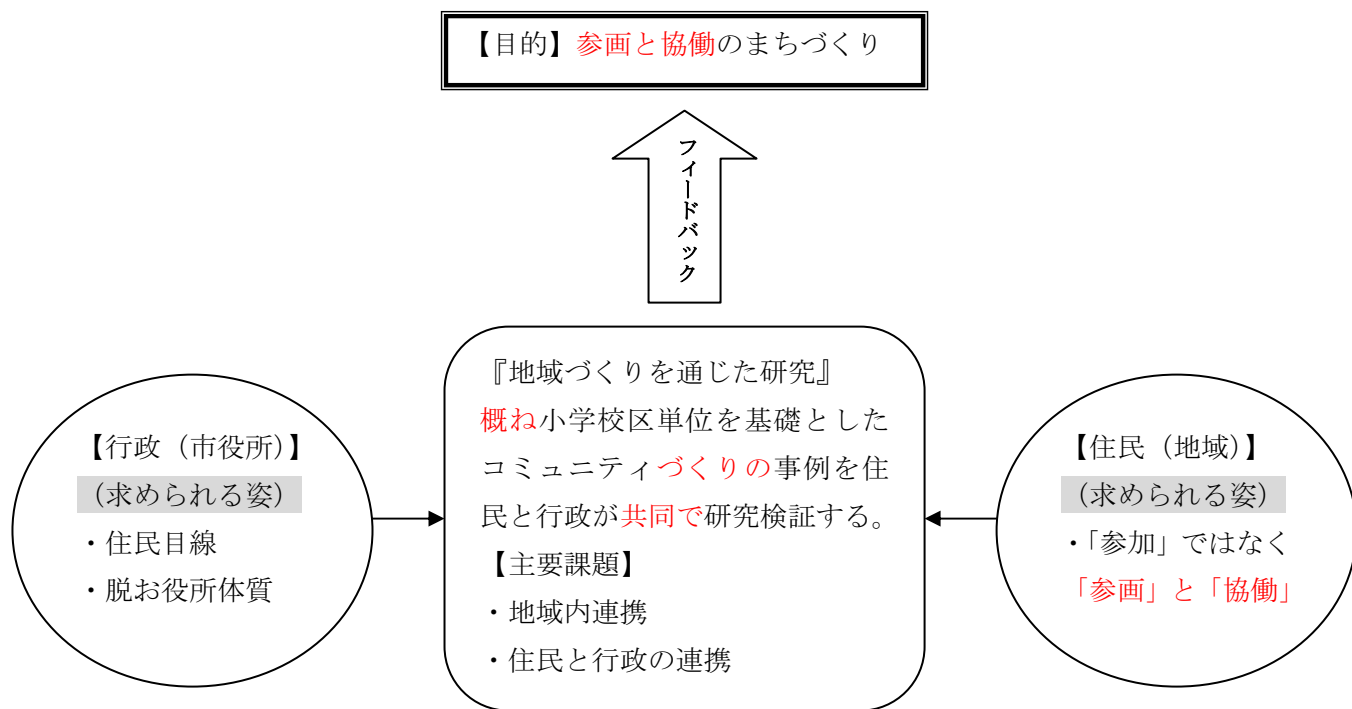 【目的】参画と協働のまちづくり
フィードバック
【行政（市役所）】
（求められる姿）
・住民目線
・脱お役所体質
『地域づくりを通じた研究』
概ね小学校区単位を基礎とした
コミュニティづくりの事例を住
民と行政が共同で研究検証する。
【主要課題】
・地域内連携
・住民と行政の連携
【住民（地域）】
（求められる姿）
・「参加」ではなく
「参画」と「協働」